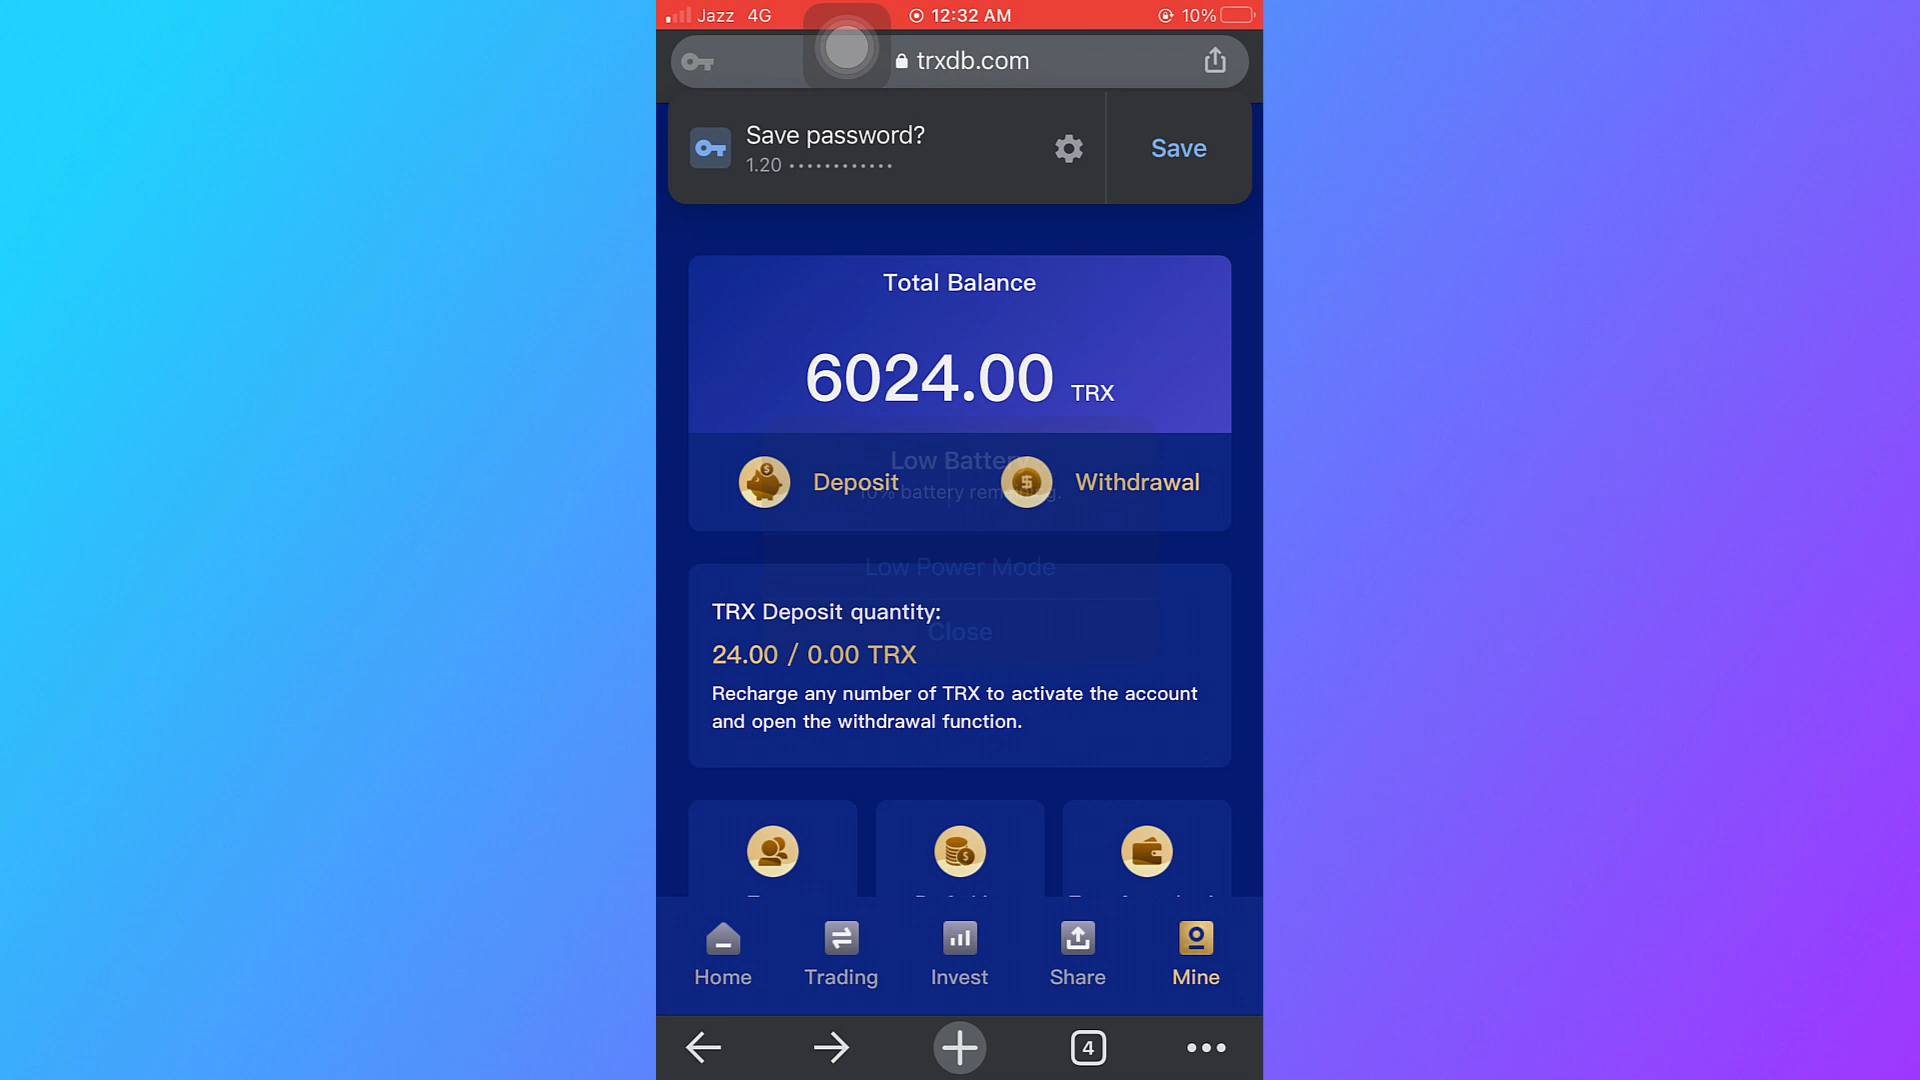 Jazz 4G 12:32 AM 10%
trxdb.com
Save password?
1.20 ••••••••••••
Save
Total Balance
6024.00 TRX
Low Battery
Deposit
Withdrawal
10% battery remaining.
Low Power Mode
TRX Deposit quantity:
Close
24.00 / 0.00 TRX
Recharge any number of TRX to activate the account
and open the withdrawal function.
Home
Trading
Invest
Share
Mine
4